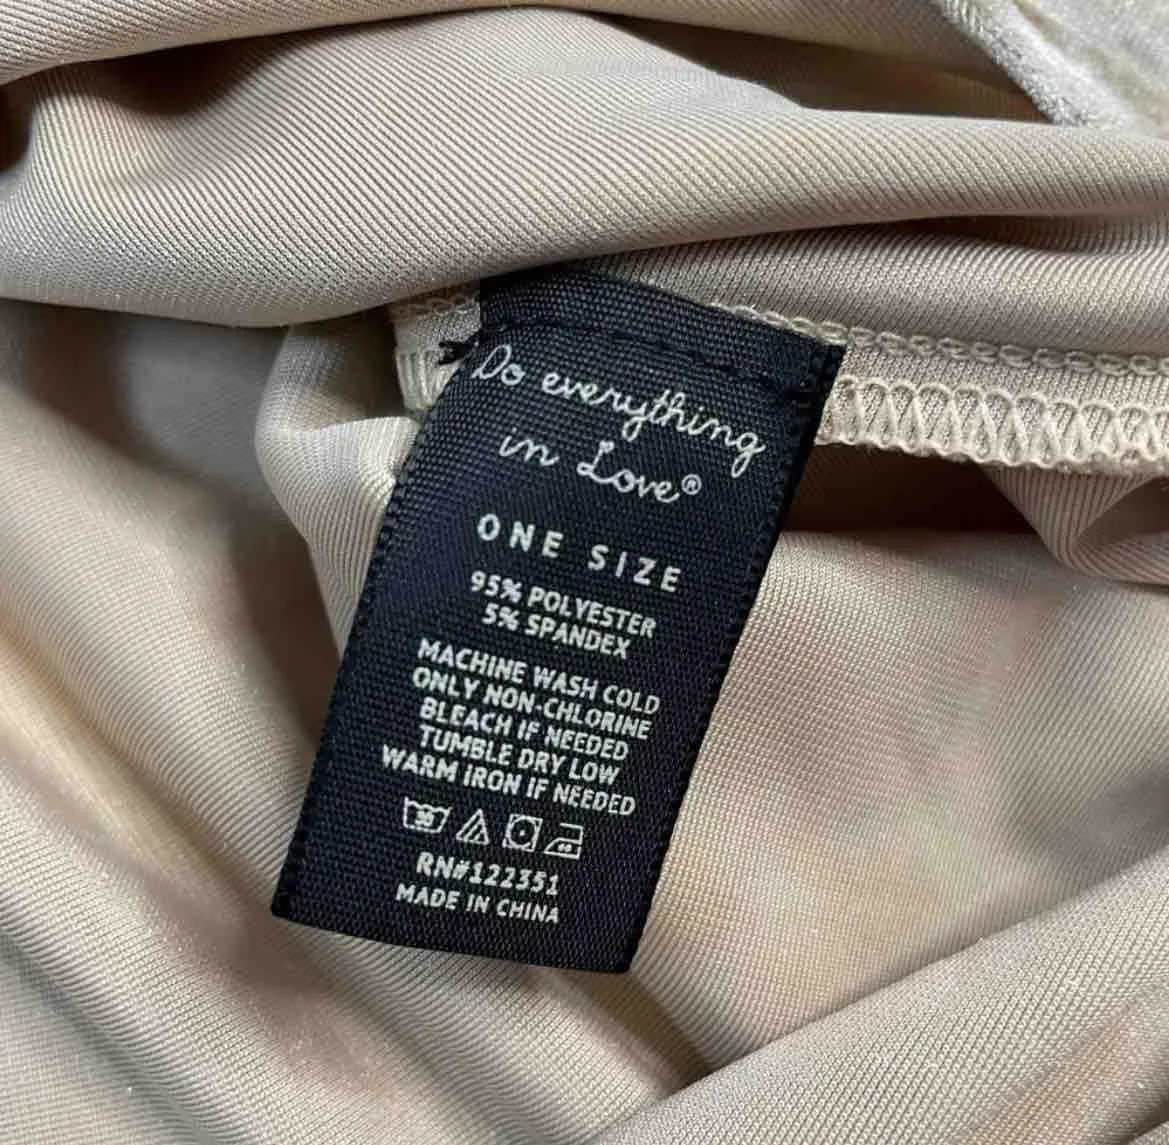 Do everything
in Love®
ONE SIZE
95% POLYESTER
5% SPANDEX
MACHINE WASH COLD
ONLY NON-CHLORINE
BLEACH IF NEEDED
TUMBLE DRY LOW
WARM IRON IF NEEDED
30
RN#122351
MADE IN CHINA